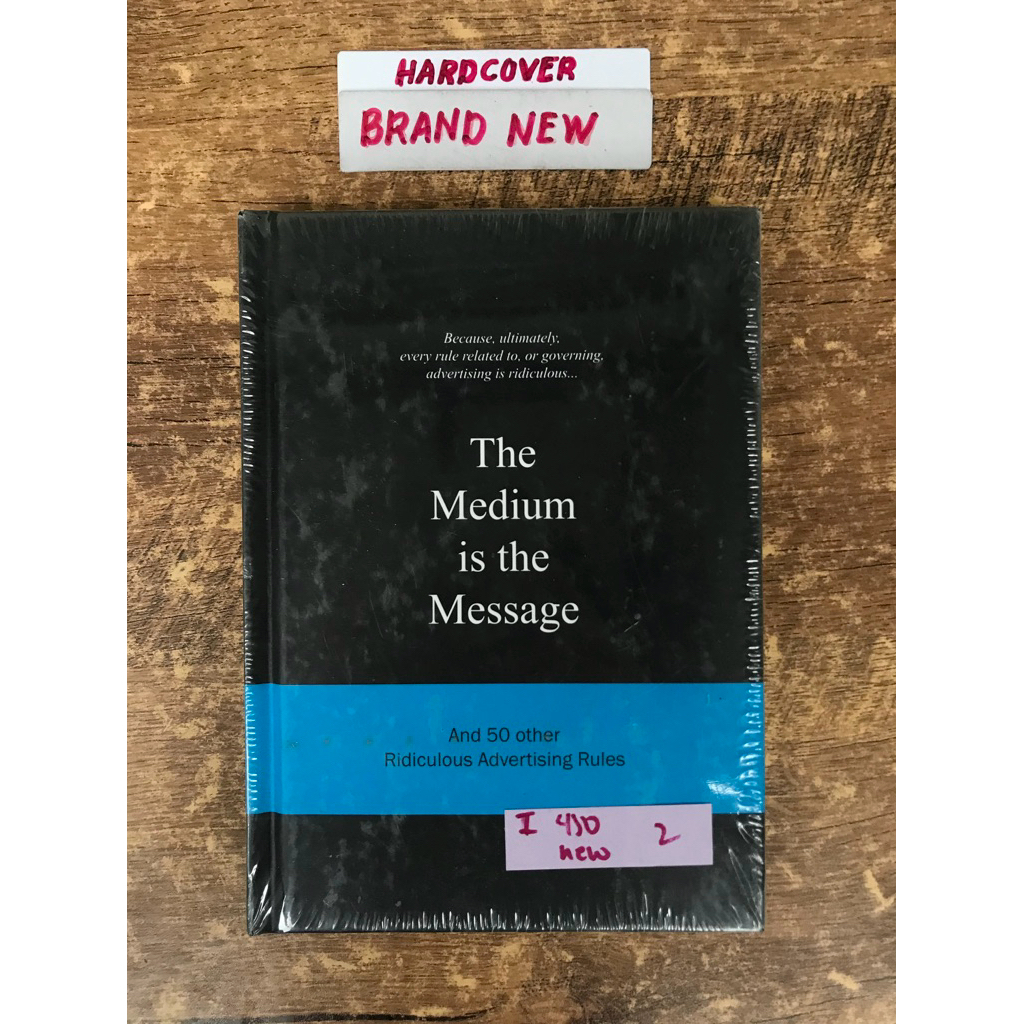 HARDCOVER
BRAND NEW
Because, ultimately,
every rule related to, or governing,
advertising is ridiculous...
The
Medium
is the
Message
And 50 other
Ridiculous Advertising Rules
I 2
new